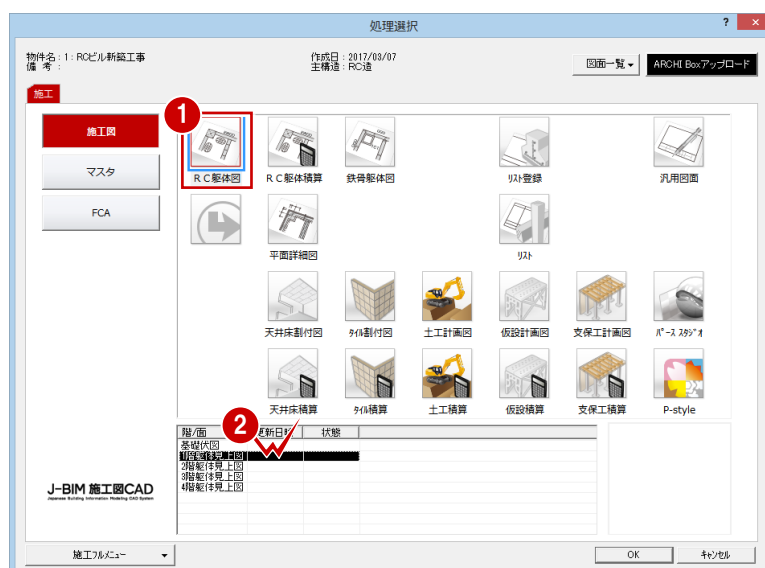 処理選択
? ×
物件名:1:RCビル新築工事
備 考:
作成日:2017/03/07
主構造:RC造
図面一覧
ARCHI Boxアップロード
施工
1
施工図
マスタ
FCA
RC躯体図
RC躯体積算
鉄骨躯体図
リスト登録
汎用図面
平面詳細図
リスト
天井床割付図
タイル割付図
土工計画図
仮設計画図
支保工計画図
パース スタジオ
天井床積算
タイル積算
土工積算
仮設積算
支保工積算
P-style
2
階/面
更新日時
状態
基礎伏図
1階躯体見上図
2階躯体見上図
3階躯体見上図
4階躯体見上図
J-BIM 施工図CAD
Japanese Building Information Modeling CAD System
施工フルメニュー
OK
キャンセル